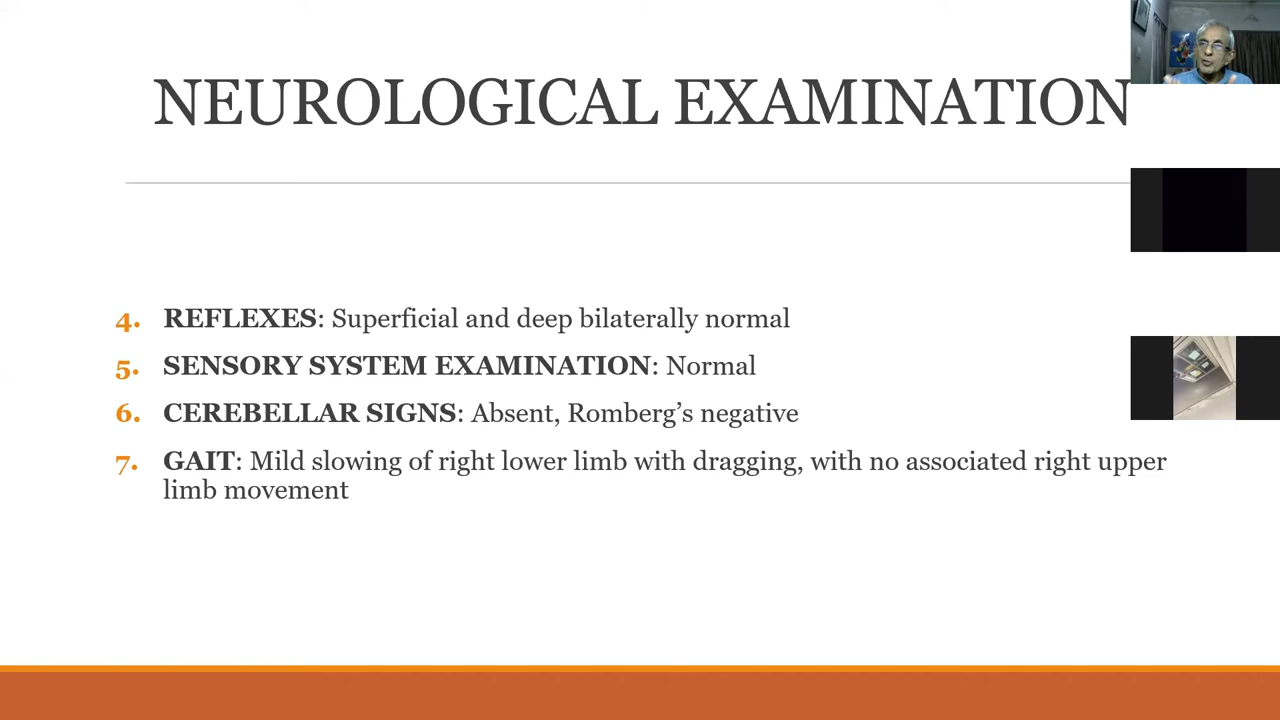 NEUROLOGICAL EXAMINATION
4. REFLEXES: Superficial and deep bilaterally normal
5. SENSORY SYSTEM EXAMINATION: Normal
6. CEREBELLAR SIGNS: Absent, Romberg’s negative
7. GAIT: Mild slowing of right lower limb with dragging, with no associated right upper
limb movement